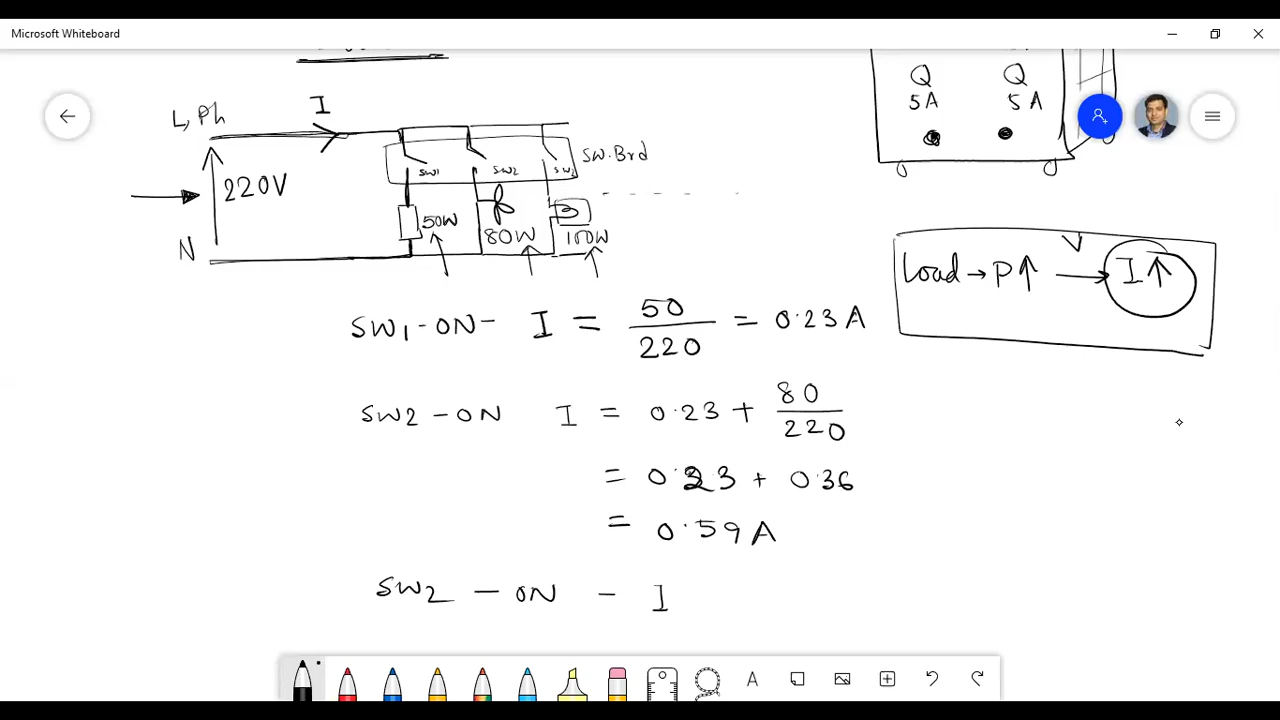 Microsoft Whiteboard
Q Q
5A 5A
L, Ph I
220V
N
SW1 SW2 SW2
Sw.Brd
50W 80W 100W
Load → P↑ V → I↑
SW1-ON- I = 50/220 = 0.23 A
SW2 - ON I = 0.23 + 80/220
= 0.23 + 0.36
= 0.59 A
SW2 - ON - I
A